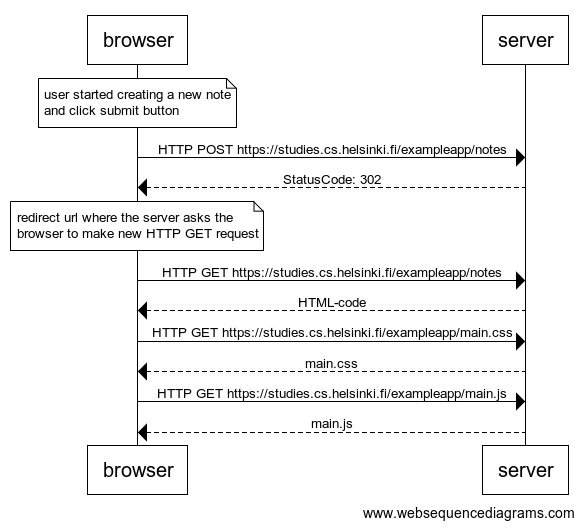 browser
server
user started creating a new note
and click submit button
HTTP POST https://studies.cs.helsinki.fi/exampleapp/notes
StatusCode: 302
redirect url where the server asks the
browser to make new HTTP GET request
HTTP GET https://studies.cs.helsinki.fi/exampleapp/notes
HTML-code
HTTP GET https://studies.cs.helsinki.fi/exampleapp/main.css
main.css
HTTP GET https://studies.cs.helsinki.fi/exampleapp/main.js
main.js
browser
server
www.websequencediagrams.com